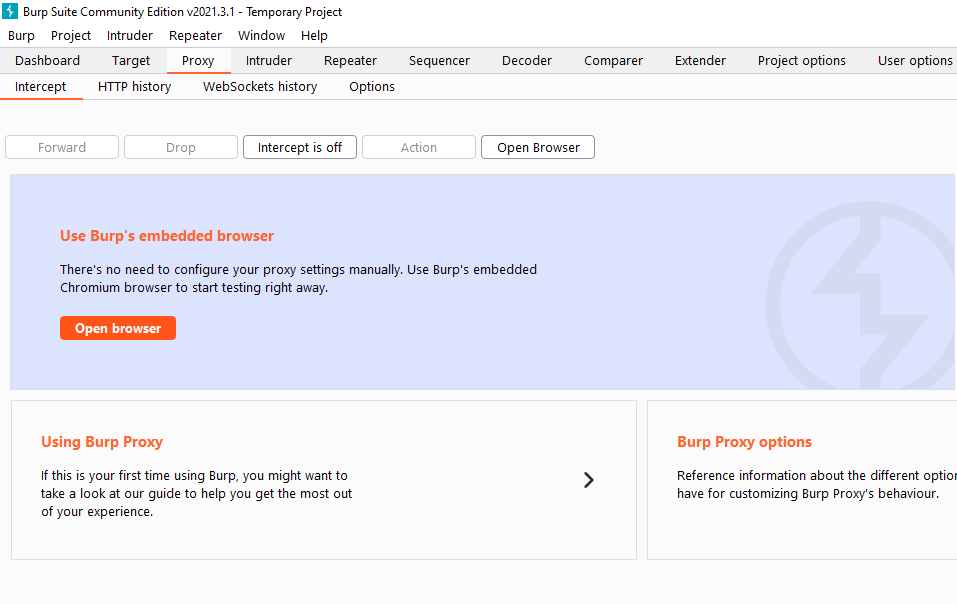 Burp Suite Community Edition v2021.3.1 - Temporary Project
Burp Project Intruder Repeater Window Help
Dashboard Target Proxy Intruder Repeater Sequencer Decoder Comparer Extender Project options User options
Intercept HTTP history WebSockets history Options
Forward Drop Intercept is off Action Open Browser
Use Burp's embedded browser
There's no need to configure your proxy settings manually. Use Burp's embedded
Chromium browser to start testing right away.
Open browser
Using Burp Proxy
If this is your first time using Burp, you might want to
take a look at our guide to help you get the most out
of your experience.
Burp Proxy options
Reference information about the different option
have for customizing Burp Proxy's behaviour.